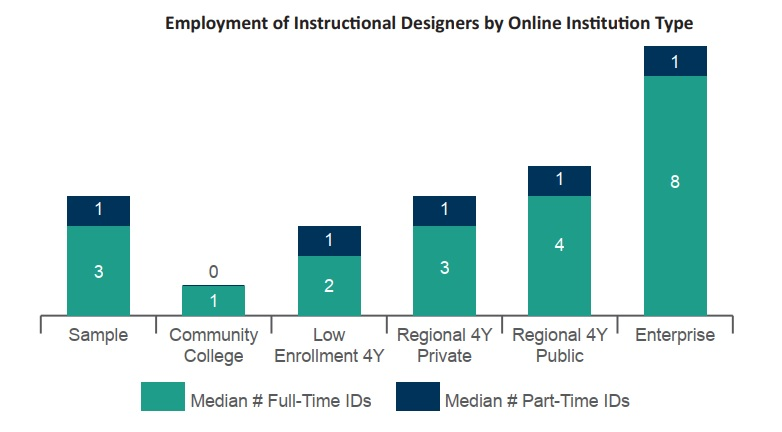 Employment of Instructional Designers by Online Institution Type
1
3
0
1
1
2
1
3
1
4
1
8
Sample
Community
College
Low
Enrollment 4Y
Regional 4Y
Private
Regional 4Y
Public
Enterprise
Median # Full-Time IDs
Median # Part-Time IDs